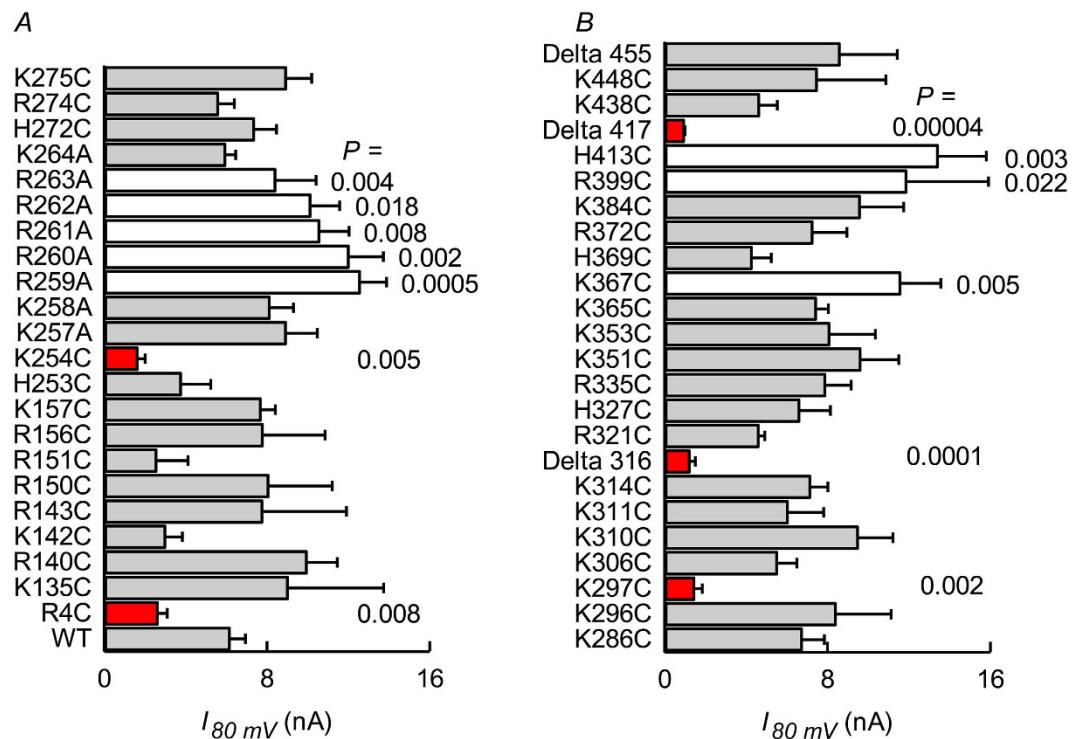 A
K275C
R274C
H272C
K264A
P =
R263A
0.004
R262A
0.018
R261A
0.008
R260A
0.002
R259A
0.0005
K258A
K257A
K254C
0.005
H253C
K157C
R156C
R151C
R150C
R143C
K142C
R140C
K135C
R4C
0.008
WT
0 8 16
I 80 mV (nA)
B
Delta 455
K448C
P =
K438C
Delta 417
0.00004
H413C
0.003
R399C
0.022
K384C
R372C
H369C
K367C
0.005
K365C
K353C
K351C
R335C
H327C
R321C
Delta 316
0.0001
K314C
K311C
K310C
K306C
K297C
0.002
K296C
K286C
0 8 16
I 80 mV (nA)